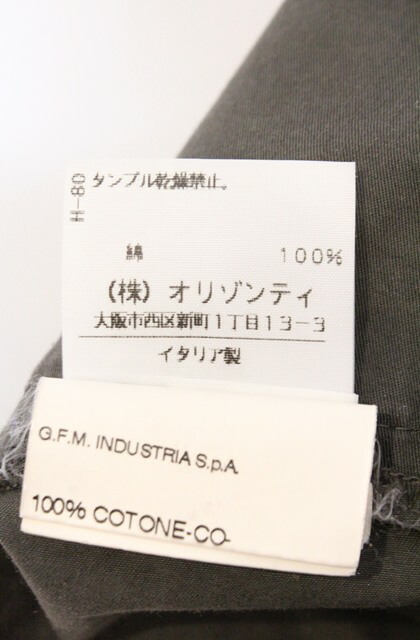 H-80
タンブル乾燥禁止。
綿 100%
(株) オリゾンティ
大阪市西区新町1丁目13-3
イタリア製
G.F.M. INDUSTRIA S.p.A.
100% COTONE-CO-